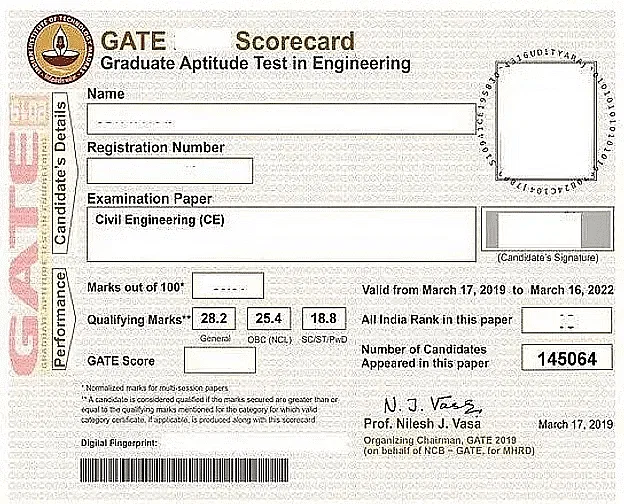 GATE Scorecard
Graduate Aptitude Test in Engineering
GATE
Candidate's Details
Name
Registration Number
Examination Paper
Civil Engineering (CE)
(Candidate's Signature)
Performance
Marks out of 100*
Valid from March 17, 2019 to March 16, 2022
Qualifying Marks** 28.2 25.4 18.8
General OBC (NCL) SC/ST/PwD
All India Rank in this paper
GATE Score
Number of Candidates
Appeared in this paper 145064
* Normalized marks for multi-session papers
** A candidate is considered qualified if the marks secured are greater than or
equal to the qualifying marks mentioned for the category for which valid
category certificate, if applicable, is produced along with this scorecard
N. J. Vasa
Prof. Nilesh J. Vasa March 17, 2019
Organizing Chairman, GATE 2019
(on behalf of NCB - GATE, for MHRD)
Digital Fingerprint: